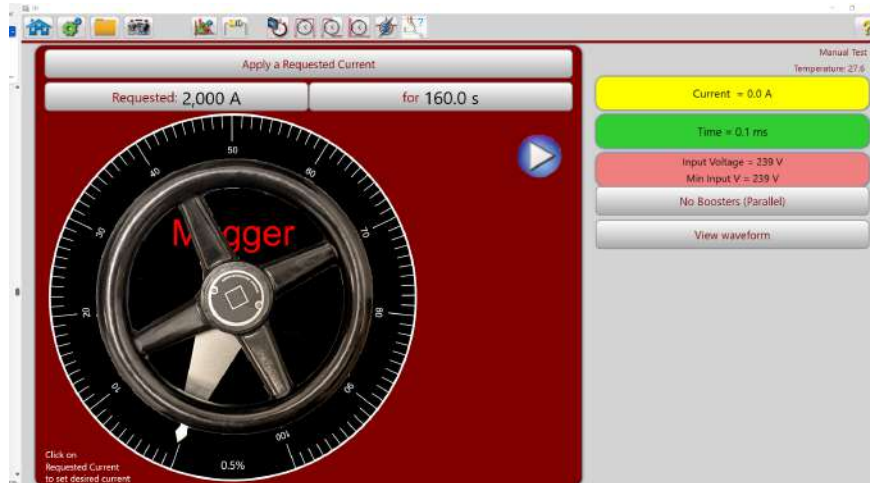 Manual Test
Temperature: 27.6
Apply a Requested Current
Requested: 2,000 A
for 160.0 s
Current = 0.0 A
Time = 0.1 ms
Input Voltage = 239 V
Min Input V = 239 V
No Boosters (Parallel)
View waveform
50
40
30
20
10
70
80
90
100
Megger
0.5%
Click on
Requested Current
to set desired current